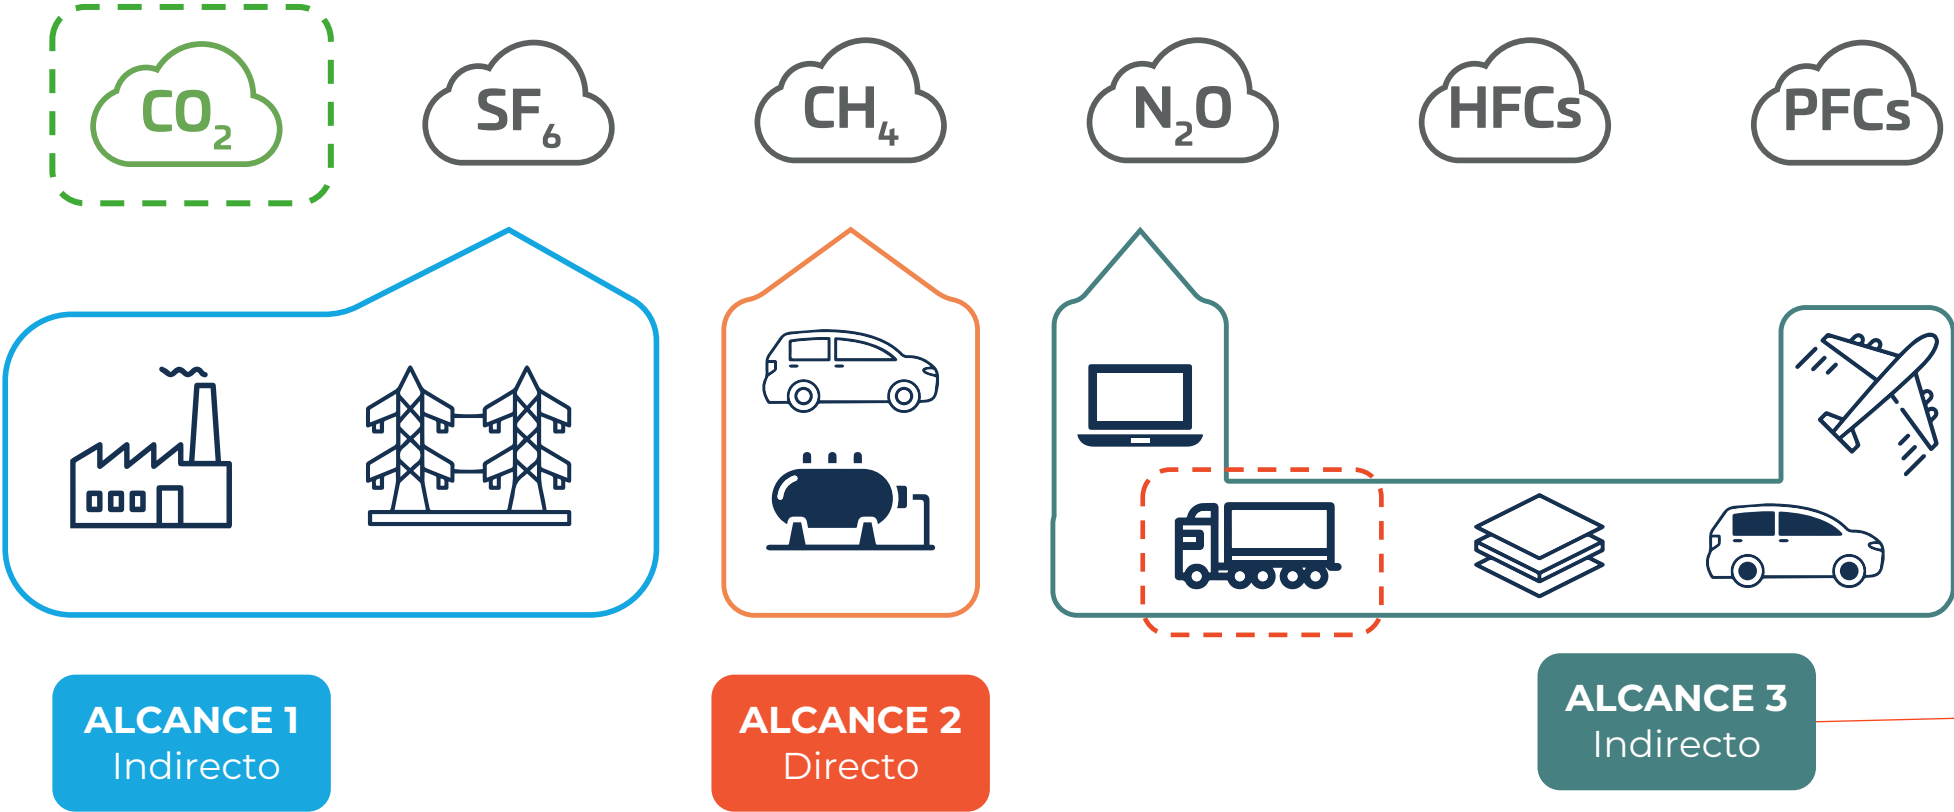 CO₂
SF₆
CH₄
N₂O
HFCs
PFCs
ALCANCE 1
Indirecto
ALCANCE 2
Directo
ALCANCE 3
Indirecto